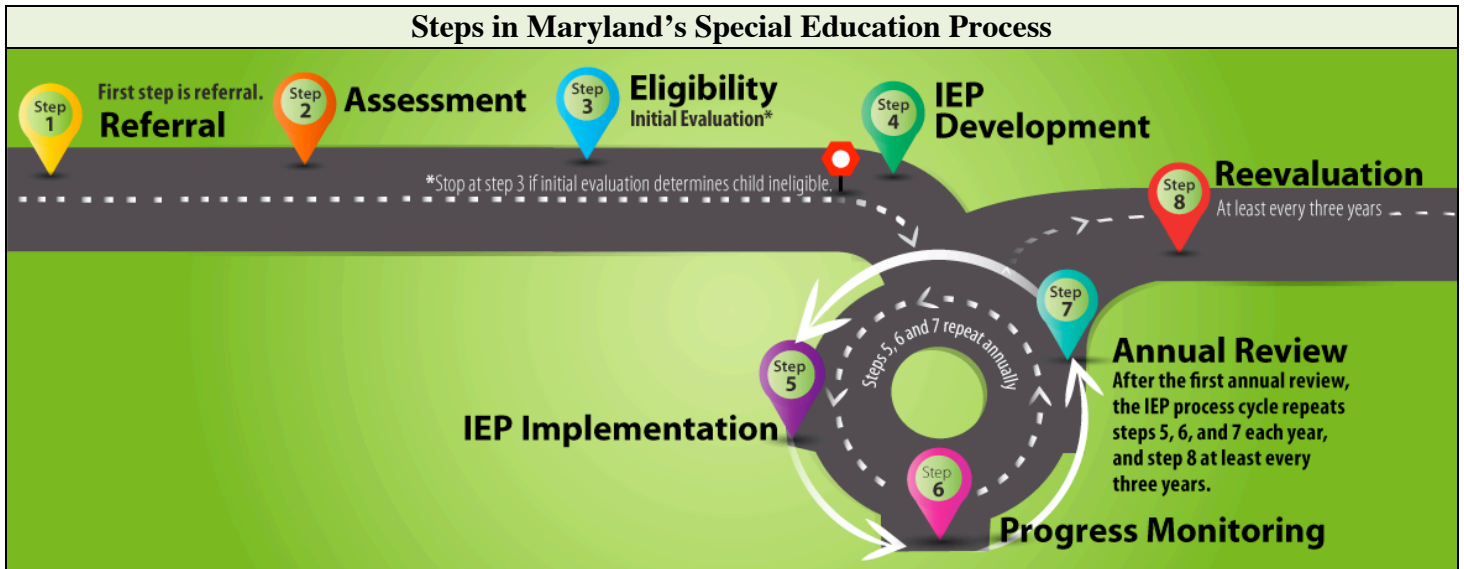 Steps in Maryland’s Special Education Process
Step
1
First step is referral.
Referral
Step
2
Assessment
Step
3
Eligibility
Initial Evaluation*
Step
4
IEP
Development
*Stop at step 3 if initial evaluation determines child ineligible.
Step
8
Reevaluation
At least every three years
Step
5
IEP Implementation
Steps 5, 6 and 7 repeat annually
Step
6
Progress Monitoring
Step
7
Annual Review
After the first annual review,
the IEP process cycle repeats
steps 5, 6, and 7 each year,
and step 8 at least every
three years.